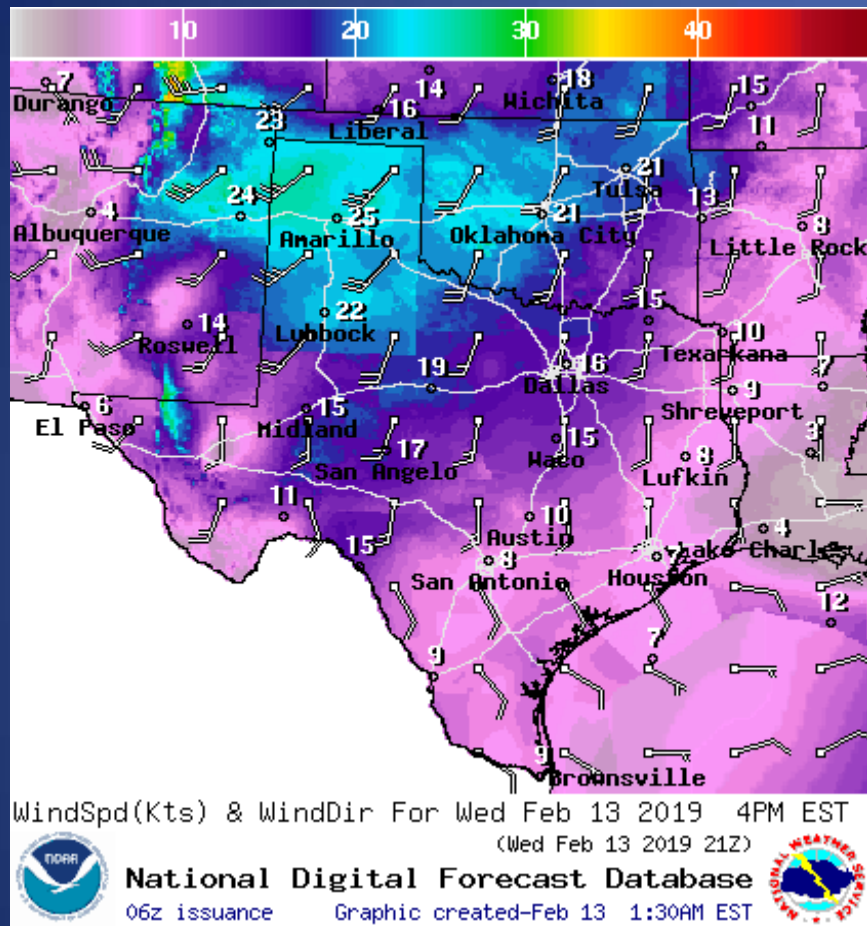 10 20 30 40
7 14 18 15
Durango Wichita
16
Liberal
23 11
21
Tulsa
4 24 25 21 13 8
Albuquerque Amarillo Oklahoma City Little Rock
14 22 15 10
Roswell Lubbock Texarkana
19 16 7
Dallas
6 15 9
El Paso Midland Shreveport
17 15 8 3
San Angelo Waco Lufkin
11 10 4
Austin Lake Charles
15 8 7
San Antonio Houston
12
7
9
9
Brownsville
WindSpd(Kts) & WindDir For Wed Feb 13 2019 4PM EST
(Wed Feb 13 2019 21Z)
NOAA
National Digital Forecast Database
06z issuance Graphic created-Feb 13 1:30AM EST
NATIONAL WEATHER SERVICE